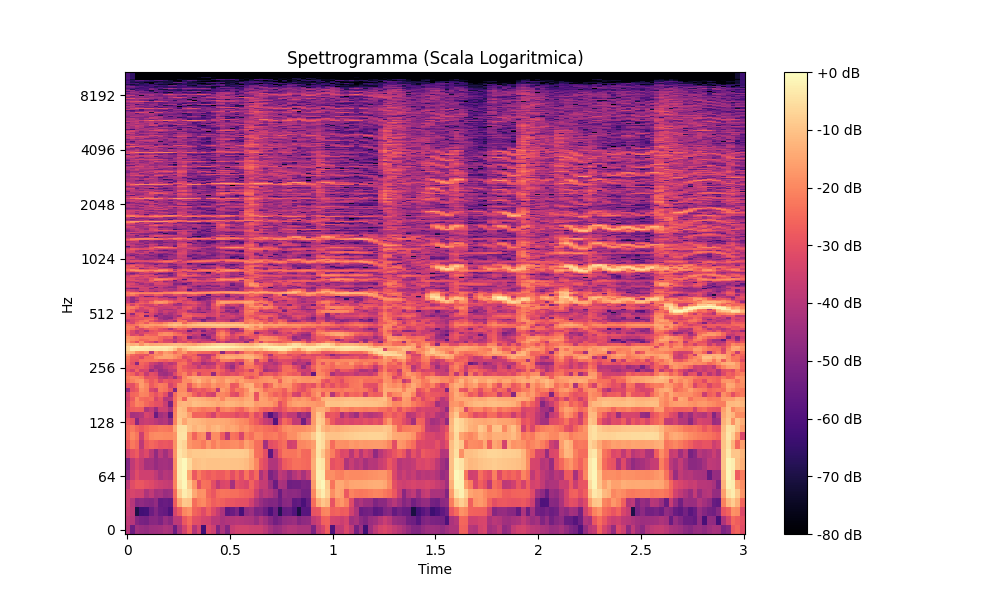 Spettrogramma (Scala Logaritmica)
Hz
8192
4096
2048
1024
512
256
128
64
0
0 0.5 1 1.5 2 2.5 3
Time
+0 dB
-10 dB
-20 dB
-30 dB
-40 dB
-50 dB
-60 dB
-70 dB
-80 dB